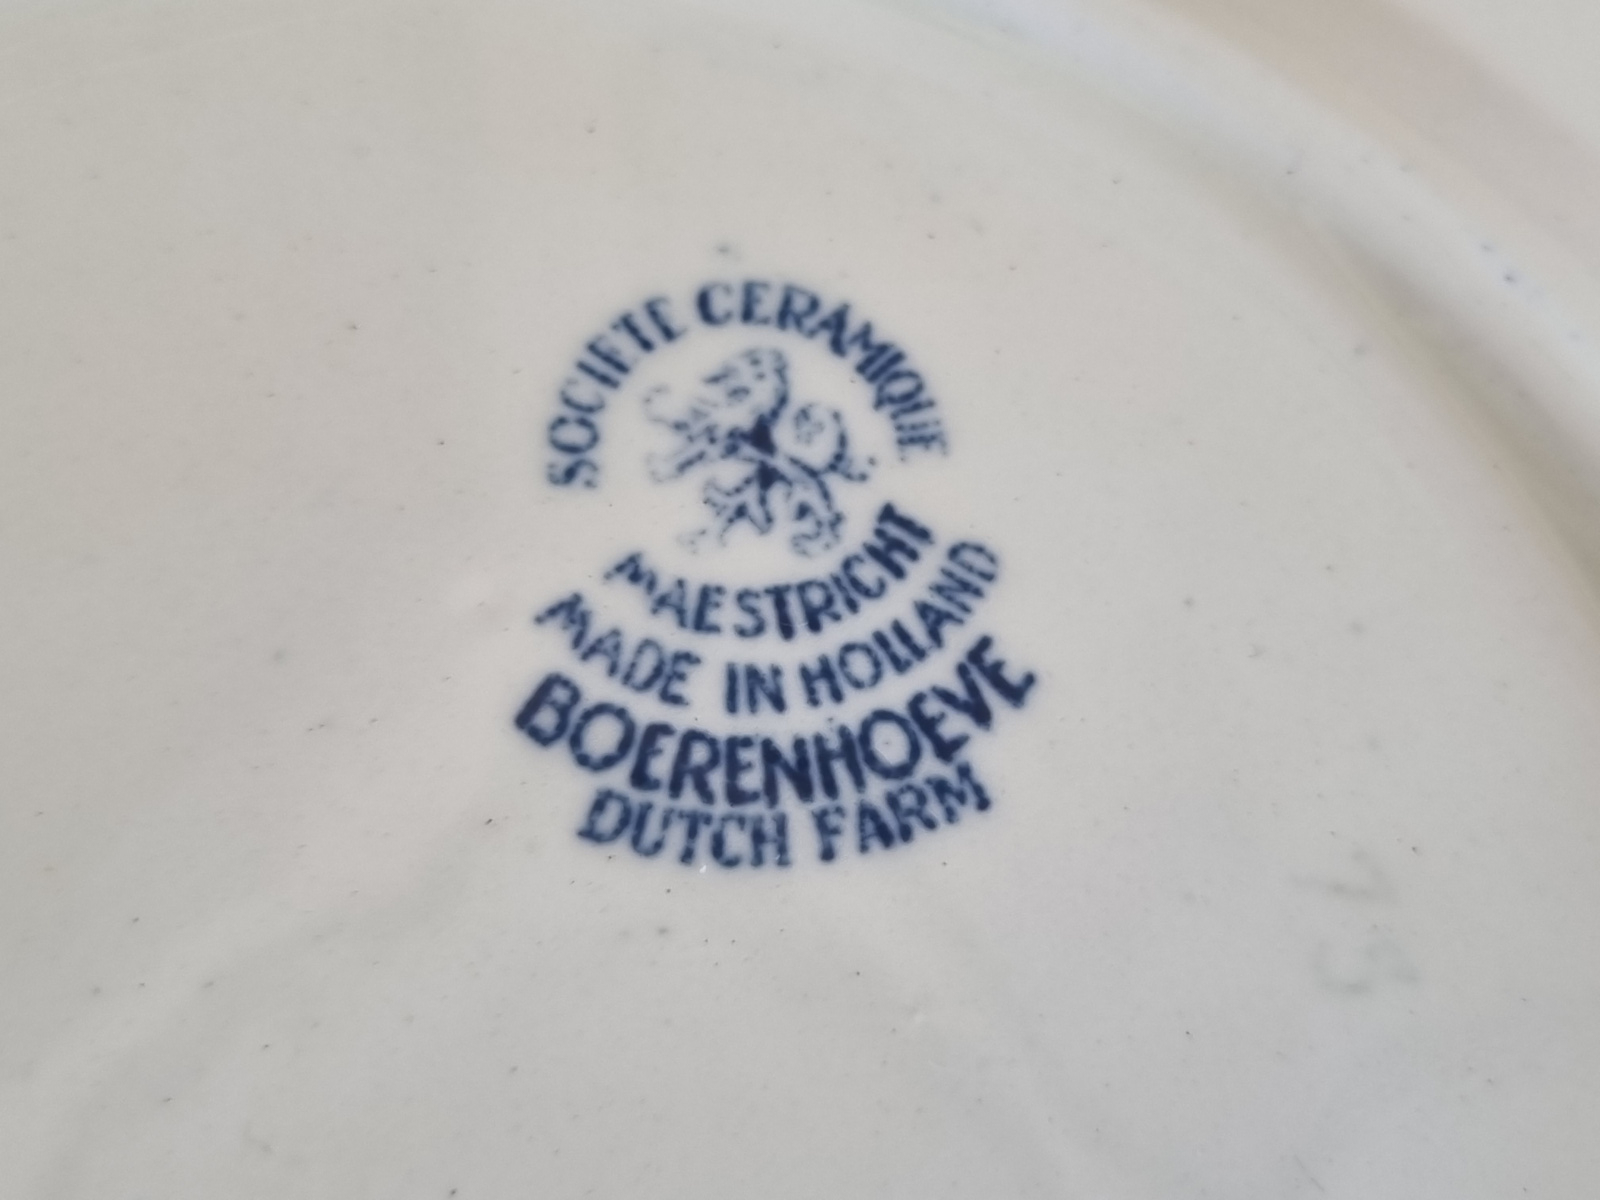 SOCIETE CERAMIQUE
MAESTRICHT
MADE IN HOLLAND
BOERENHOEVE
DUTCH FARM